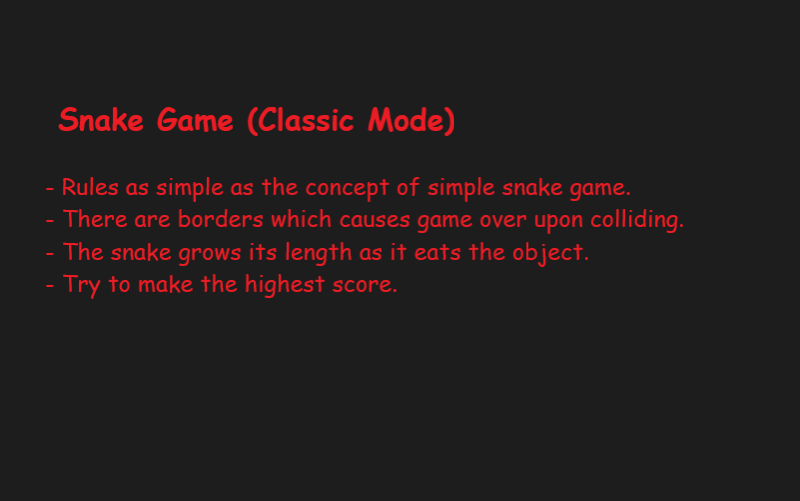 Snake Game (Classic Mode)
- Rules as simple as the concept of simple snake game.
- There are borders which causes game over upon colliding.
- The snake grows its length as it eats the object.
- Try to make the highest score.